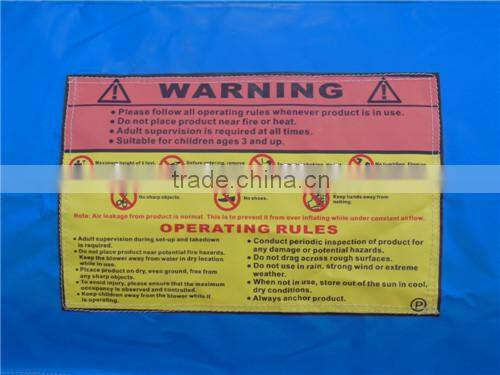 WARNING
● Please follow all operating rules whenever product is in use.
● Do not place product near fire or heat.
● Adult supervision is required at all times.
● Suitable for children ages 3 and up.
Maximum height of 5 feet. Before entering, remove
trade.china.cn
No sharp objects. No shoes. Keep hands away from
netting.
Note: Air leakage from product is normal. This is to prevent it from over inflating while under constant airflow.
OPERATING RULES
● Adult supervision during set-up and takedown
is required.
● Do not place product near potential fire hazards.
Keep the blower from water in dry location
while in use.
● Place product on dry, even ground, free from
any sharp objects.
● To avoid injury, please ensure that the maximum
occupancy is observed and controlled.
● Keep children away from the blower while it
is operating.
● Conduct periodic inspection of product for
any damage or potential hazards.
● Do not drag across rough surfaces.
● Do not use in rain, strong wind or extreme
weather.
● When not in use, store out of the sun in cool,
dry conditions.
● Always anchor product.
P